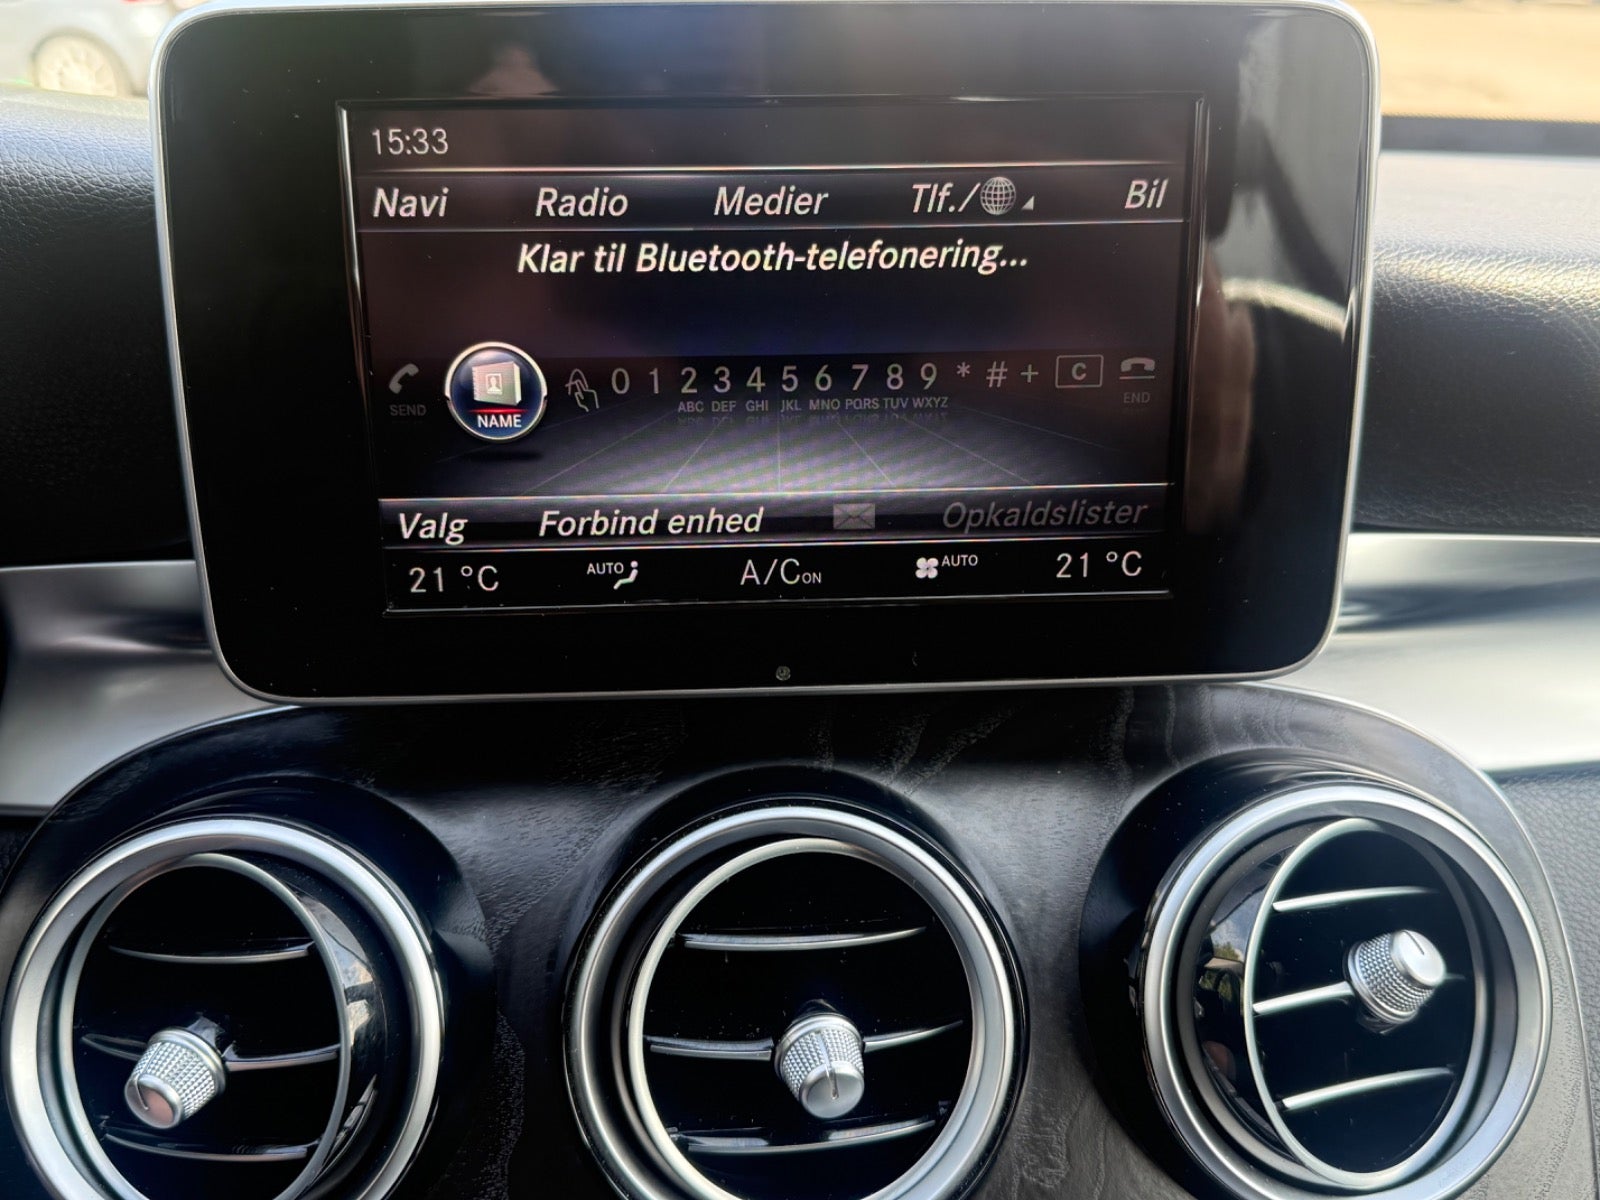 15:33
Navi Radio Medier Tlf./ Bil
Klar til Bluetooth-telefonering...
0 1 2 3 4 5 6 7 8 9 * # + C
SEND NAME ABC DEF GHI JKL MNO PQRS TUV WXYZ END
Valg Forbind enhed Opkaldslister
21 °C AUTO A/C ON AUTO 21 °C